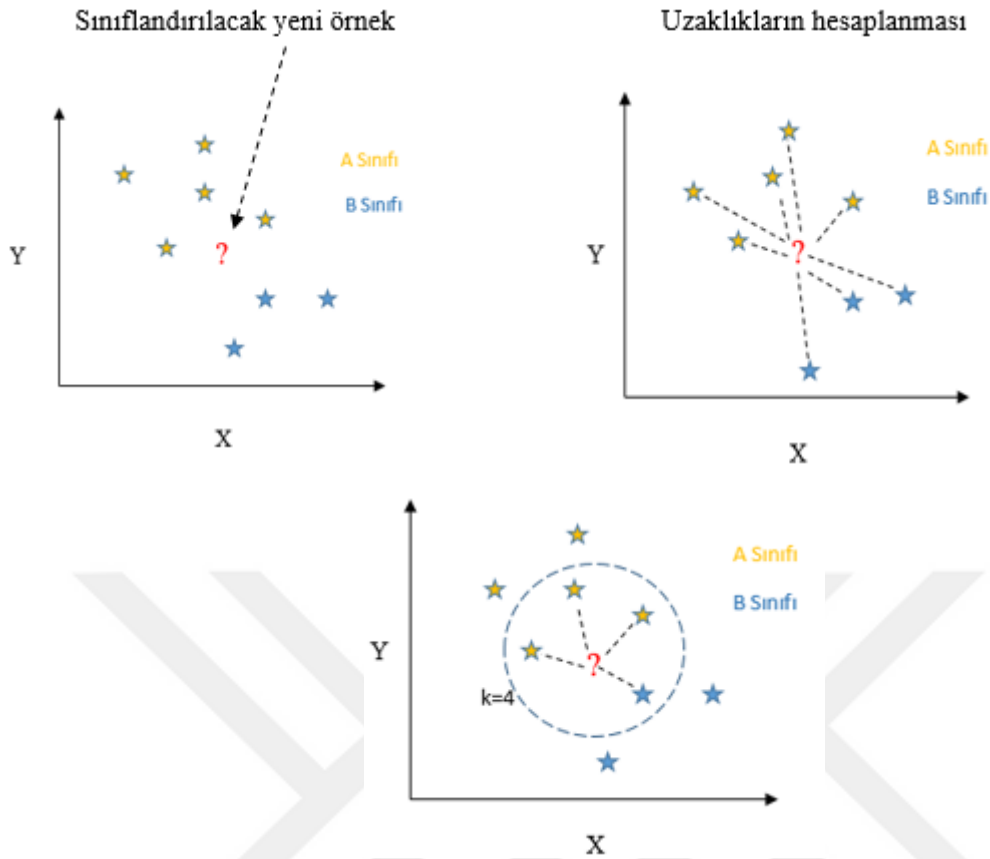 Sınıflandırılacak yeni örnek
Uzaklıkların hesaplanması
A Sınıfı
B Sınıfı
Y
?
X
A Sınıfı
B Sınıfı
Y
?
X
A Sınıfı
B Sınıfı
Y
?
k=4
X